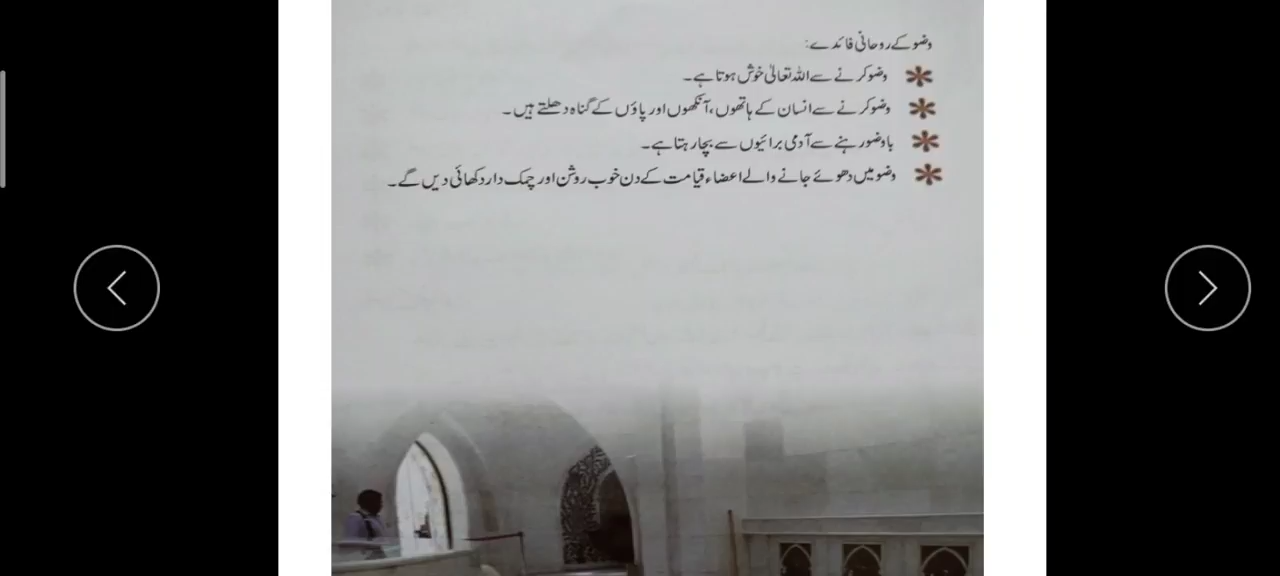 وضو کے روحانی فائدے:
وضو کرنے سے اللہ تعالیٰ خوش ہوتا ہے۔
وضو کرنے سے انسان کے ہاتھوں، آنکھوں اور پاؤں کے گناہ دھلتے ہیں۔
باوضو رہنے سے آدمی برائیوں سے بچا رہتا ہے۔
وضو میں دھوئے جانے والے اعضاء قیامت کے دن خوب روشن اور چمک دار دکھائی دیں گے۔